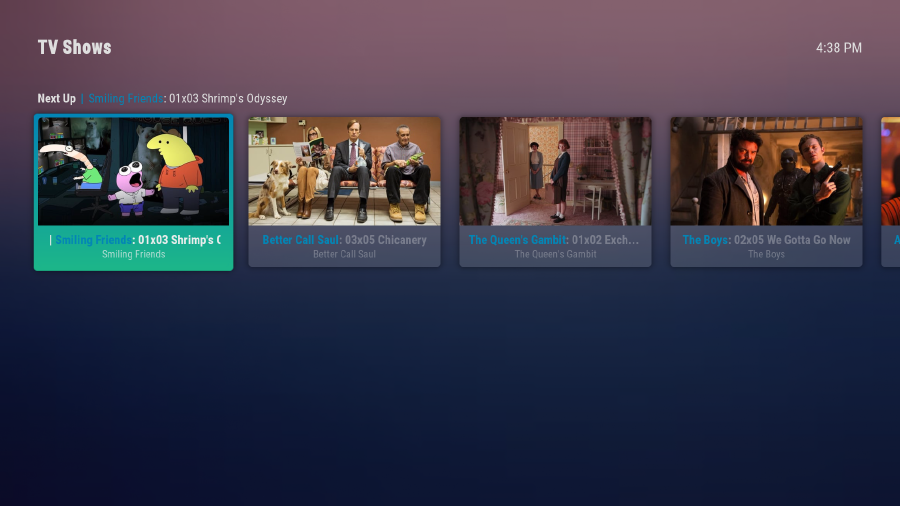 TV Shows
4:38 PM
Next Up | Smiling Friends: 01x03 Shrimp's Odyssey
| Smiling Friends: 01x03 Shrimp's
Smiling Friends
Better Call Saul: 03x05 Chicanery
Better Call Saul
The Queen's Gambit: 01x02 Exch...
The Queen's Gambit
The Boys: 02x05 We Gotta Go Now
The Boys
A